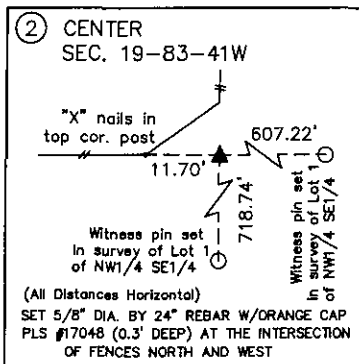 2 CENTER
SEC. 19-83-41W
"X" nails in
top cor. post
607.22'
11.70'
718.74'
Witness pin set
in survey of Lot 1
of NW1/4 SE1/4
Witness pin set
in survey of Lot 1
of NW1/4 SE1/4
(All Distances Horizontal)
SET 5/8" DIA. BY 24" REBAR W/ORANGE CAP
PLS #17048 (0.3' DEEP) AT THE INTERSECTION
OF FENCES NORTH AND WEST